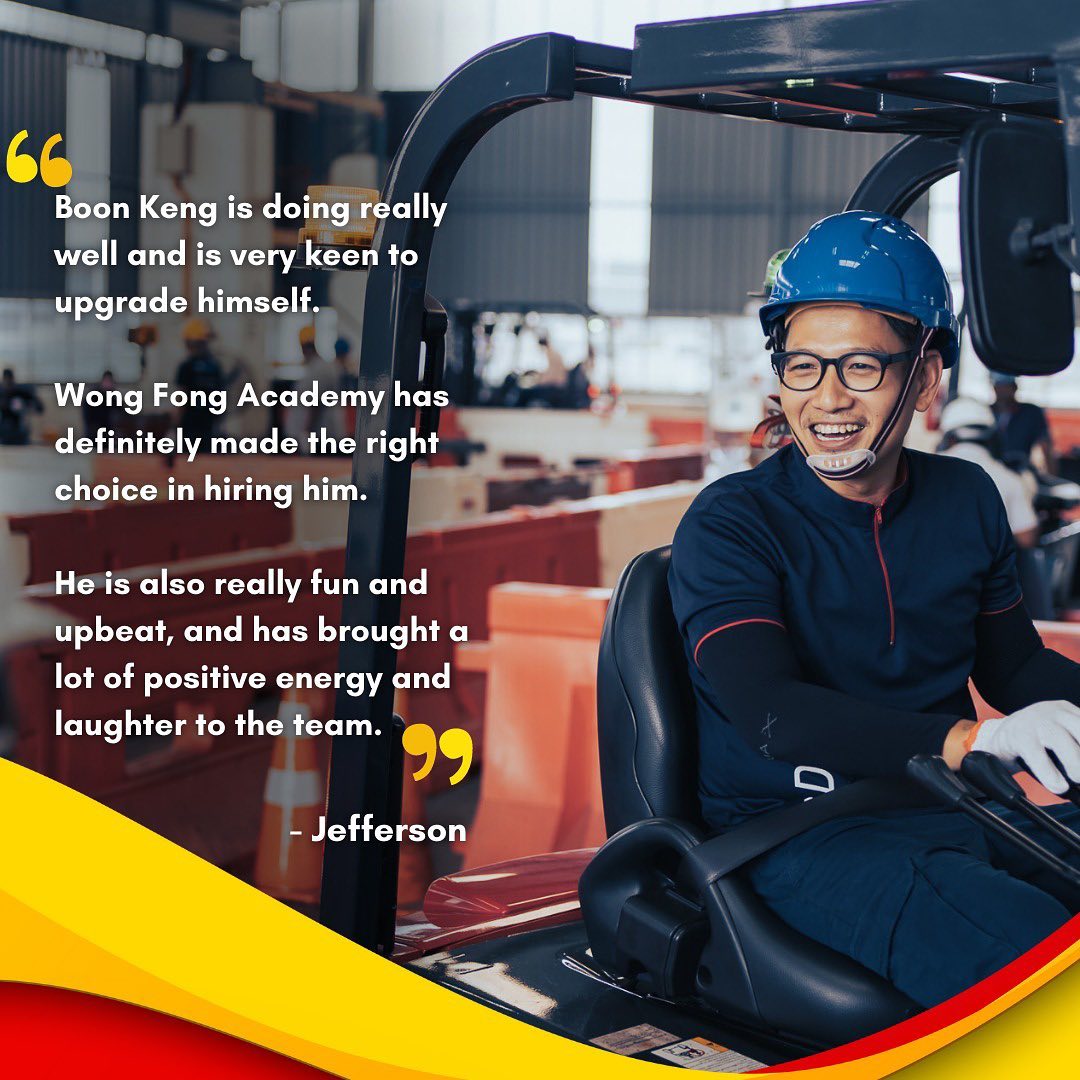 Boon Keng is doing really
well and is very keen to
upgrade himself.
Wong Fong Academy has
definitely made the right
choice in hiring him.
He is also really fun and
upbeat, and has brought a
lot of positive energy and
laughter to the team.
- Jefferson